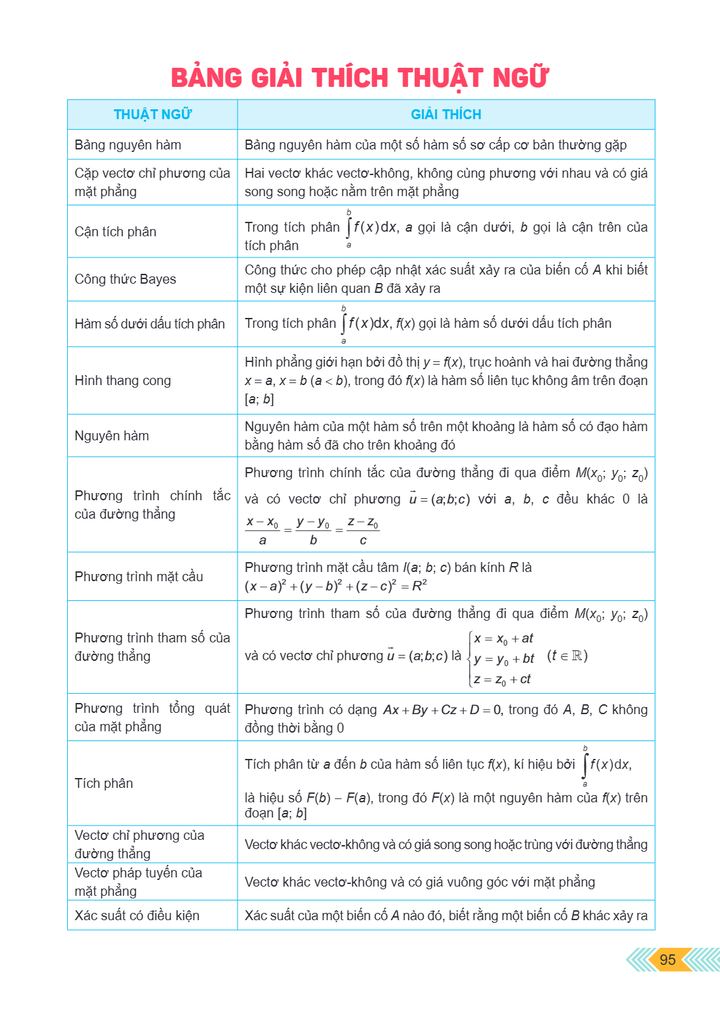 BẢNG GIẢI THÍCH THUẬT NGỮ
THUẬT NGỮ
GIẢI THÍCH
Bảng nguyên hàm
Bảng nguyên hàm của một số hàm số sơ cấp cơ bản thường gặp
Cặp vectơ chỉ phương của
mặt phẳng
Hai vectơ khác vectơ-không, không cùng phương với nhau và có giá
song song hoặc nằm trên mặt phẳng
Cận tích phân
Trong tích phân ∫_a^b f(x)dx, a gọi là cận dưới, b gọi là cận trên của
tích phân
Công thức Bayes
Công thức cho phép cập nhật xác suất xảy ra của biến cố A khi biết
một sự kiện liên quan B đã xảy ra
Hàm số dưới dấu tích phân
Trong tích phân ∫_a^b f(x)dx, f(x) gọi là hàm số dưới dấu tích phân
Hình thang cong
Hình phẳng giới hạn bởi đồ thị y = f(x), trục hoành và hai đường thẳng
x = a, x = b (a < b), trong đó f(x) là hàm số liên tục không âm trên đoạn
[a; b]
Nguyên hàm
Nguyên hàm của một hàm số trên một khoảng là hàm số có đạo hàm
bằng hàm số đã cho trên khoảng đó
Phương trình chính tắc
của đường thẳng
Phương trình chính tắc của đường thẳng đi qua điểm M(x₀; y₀; z₀)
và có vectơ chỉ phương u⃗ = (a;b;c) với a, b, c đều khác 0 là
(x − x₀)/a = (y − y₀)/b = (z − z₀)/c
Phương trình mặt cầu
Phương trình mặt cầu tâm I(a; b; c) bán kính R là
(x − a)² + (y − b)² + (z − c)² = R²
Phương trình tham số của
đường thẳng
Phương trình tham số của đường thẳng đi qua điểm M(x₀; y₀; z₀)
và có vectơ chỉ phương u⃗ = (a;b;c) là { x = x₀ + at
y = y₀ + bt (t ∈ ℝ)
z = z₀ + ct
Phương trình tổng quát
của mặt phẳng
Phương trình có dạng Ax + By + Cz + D = 0, trong đó A, B, C không
đồng thời bằng 0
Tích phân
Tích phân từ a đến b của hàm số liên tục f(x), kí hiệu bởi ∫_a^b f(x)dx,
là hiệu số F(b) – F(a), trong đó F(x) là một nguyên hàm của f(x) trên
đoạn [a; b]
Vectơ chỉ phương của
đường thẳng
Vectơ khác vectơ-không và có giá song song hoặc trùng với đường thẳng
Vectơ pháp tuyến của
mặt phẳng
Vectơ khác vectơ-không và có giá vuông góc với mặt phẳng
Xác suất có điều kiện
Xác suất của một biến cố A nào đó, biết rằng một biến cố B khác xảy ra
95